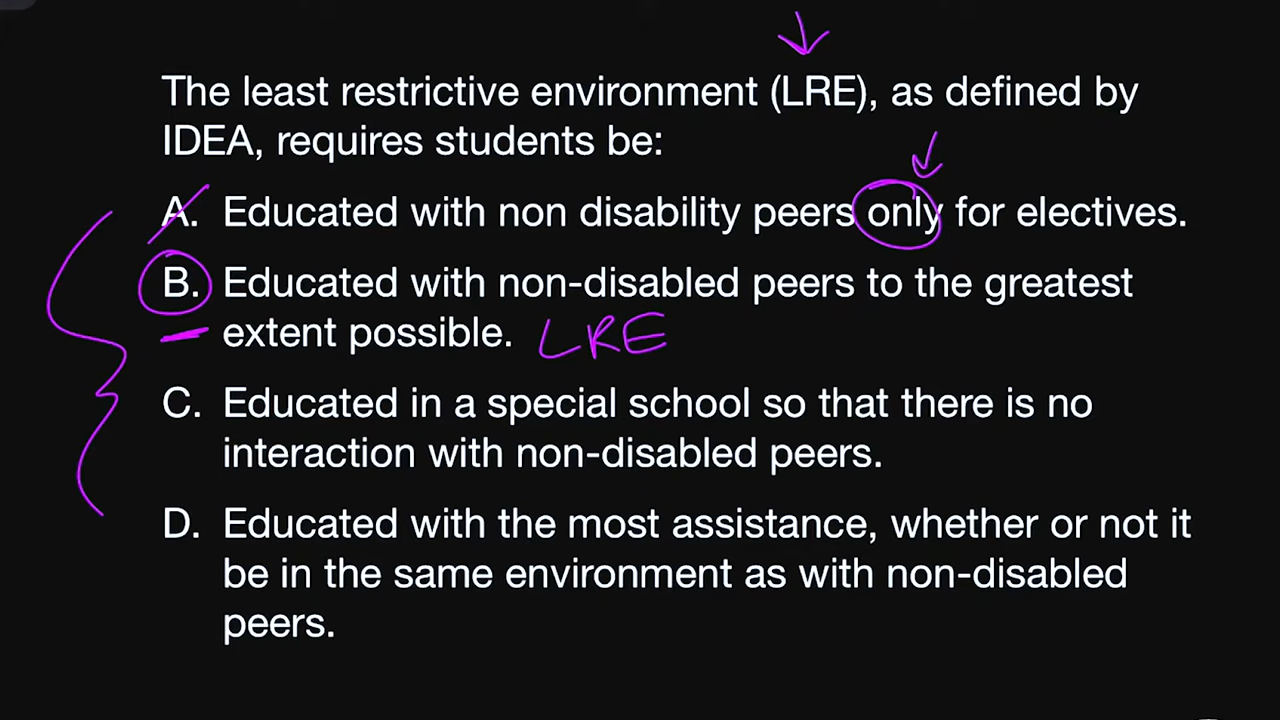 The least restrictive environment (LRE), as defined by
IDEA, requires students be:
A. Educated with non disability peers only for electives.
B. Educated with non-disabled peers to the greatest
extent possible. LRE
C. Educated in a special school so that there is no
interaction with non-disabled peers.
D. Educated with the most assistance, whether or not it
be in the same environment as with non-disabled
peers.